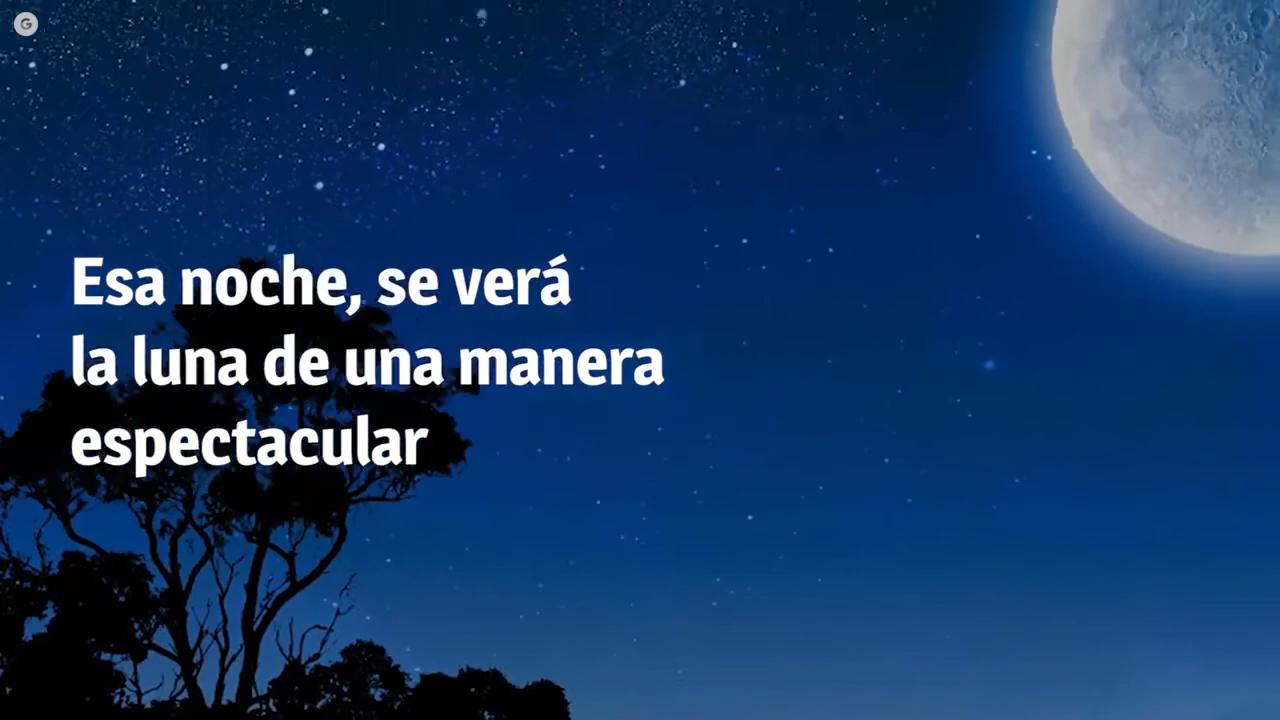 G
Esa noche, se verá
la luna de una manera
espectacular